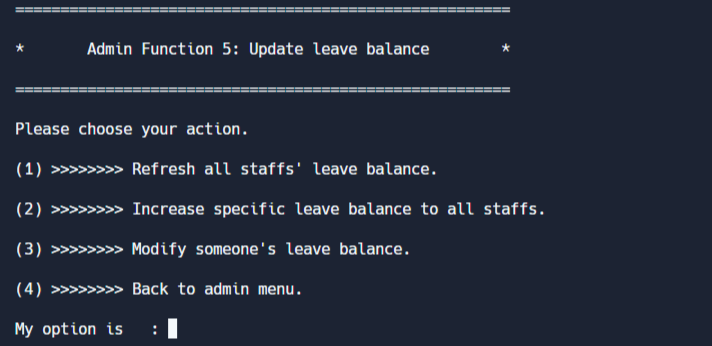 =======================================================
*       Admin Function 5: Update leave balance        *
=======================================================
Please choose your action.
(1) >>>>>>>> Refresh all staffs' leave balance.
(2) >>>>>>>> Increase specific leave balance to all staffs.
(3) >>>>>>>> Modify someone's leave balance.
(4) >>>>>>>> Back to admin menu.
My option is   :